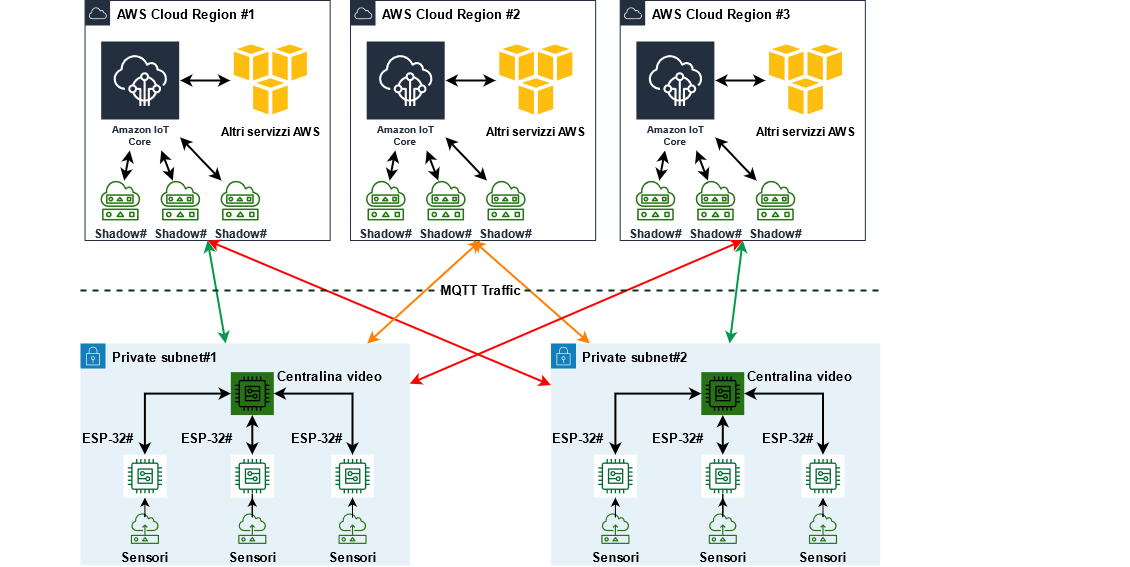 AWS Cloud Region #1
AWS Cloud Region #2
AWS Cloud Region #3
Amazon IoT
Core
Altri servizzi AWS
Amazon IoT
Core
Altri servizzi AWS
Amazon IoT
Core
Altri servizzi AWS
Shadow# Shadow# Shadow#
Shadow# Shadow# Shadow#
Shadow# Shadow# Shadow#
MQTT Traffic
Private subnet#1
Private subnet#2
Centralina video
Centralina video
ESP-32# ESP-32# ESP-32#
ESP-32# ESP-32# ESP-32#
Sensori Sensori Sensori
Sensori Sensori Sensori